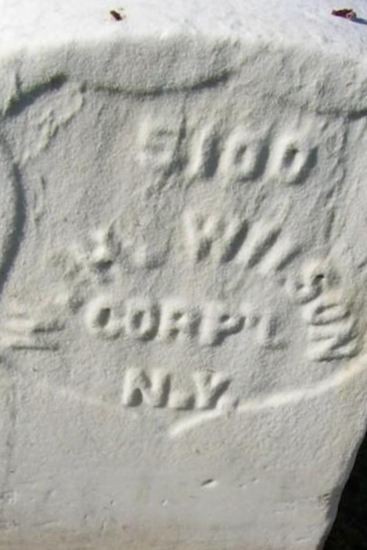 5100
WILSON
CORP'L
N.Y.